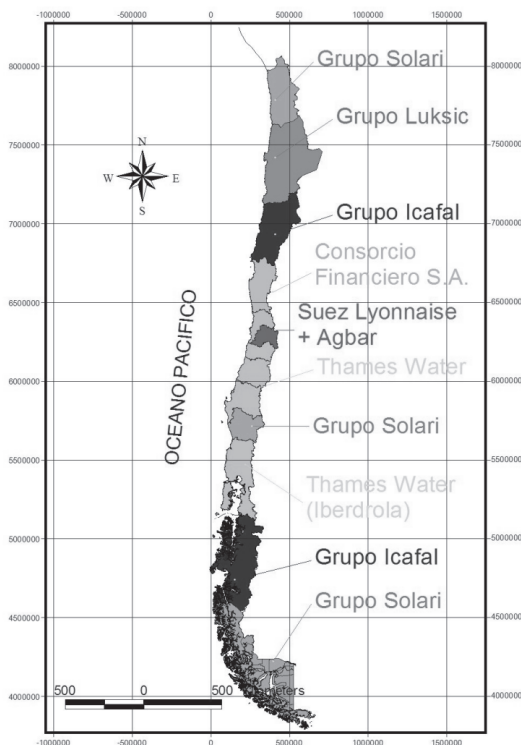 -1000000 -500000 0 500000 1000000 1500000
8000000 8000000
Grupo Solari
Grupo Luksic
7500000 7500000
N
W E
S
7000000 7000000
Grupo Icafal
Consorcio
Financiero S.A.
6500000 6500000
Suez Lyonnaise
+ Agbar
OCEANO PACIFICO
6000000 6000000
Thames Water
Grupo Solari
5500000 5500000
Thames Water
(Iberdrola)
5000000 5000000
Grupo Icafal
4500000 4500000
Grupo Solari
500 0 500
4000000 4000000
-1000000 -500000 0 500000 1000000 1500000